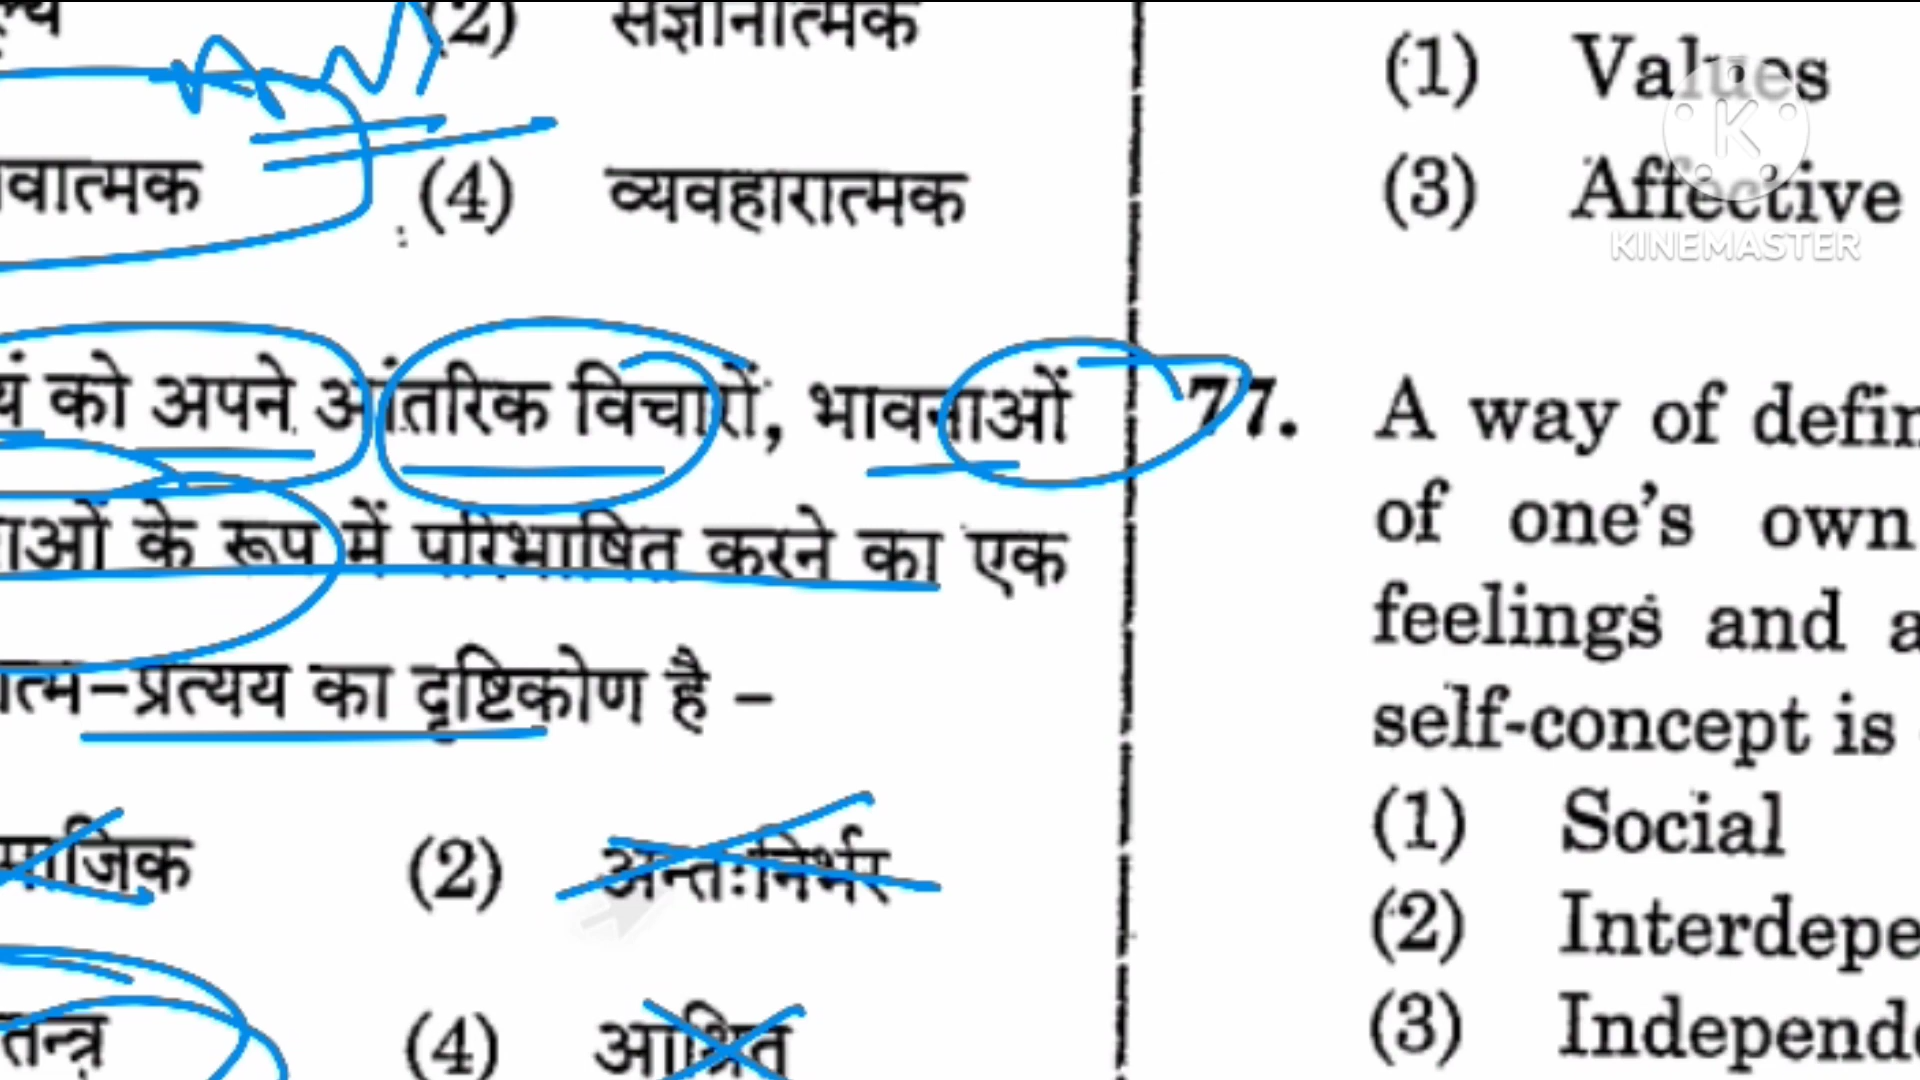 (2) संज्ञानात्मक
वात्मक (4) व्यवहारात्मक
को अपने आंतरिक विचारों, भावनाओं
ओं के रूप में परिभाषित करने का एक
त्म-प्रत्यय का दृष्टिकोण है –
माजिक (2) अन्तःनिर्भर
तन्त्र (4) आश्रित
(1) Values
(3) Affective
KINEMASTER
77. A way of defin
of one's own
feelings and a
self-concept is
(1) Social
(2) Interdepe
(3) Independe